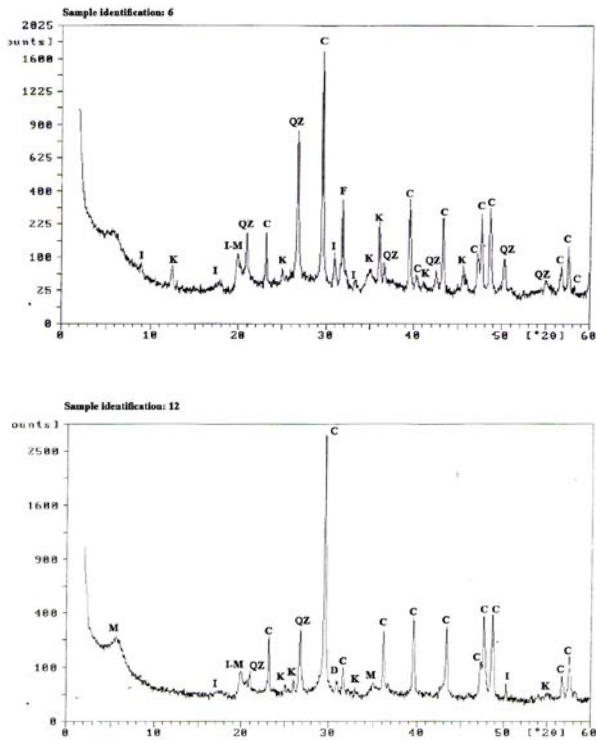 Sample identification: 6
2025
ounts]
1600
1225
900
625
400
225
100
25
0
I
K
I
I-M
QZ
C
K
QZ
C
I
F
I
K
K
QZ
C
C
K
QZ
C
K
C
C
C
QZ
QZ
C
C
C
0
10
20
30
40
50
[°20]
60
Sample identification: 12
ounts]
2500
1600
900
400
100
0
M
I
I-M
QZ
C
K
K
QZ
C
D
C
K
M
C
C
C
C
C
C
I
K
C
C
0
10
20
30
40
50
[°20]
60